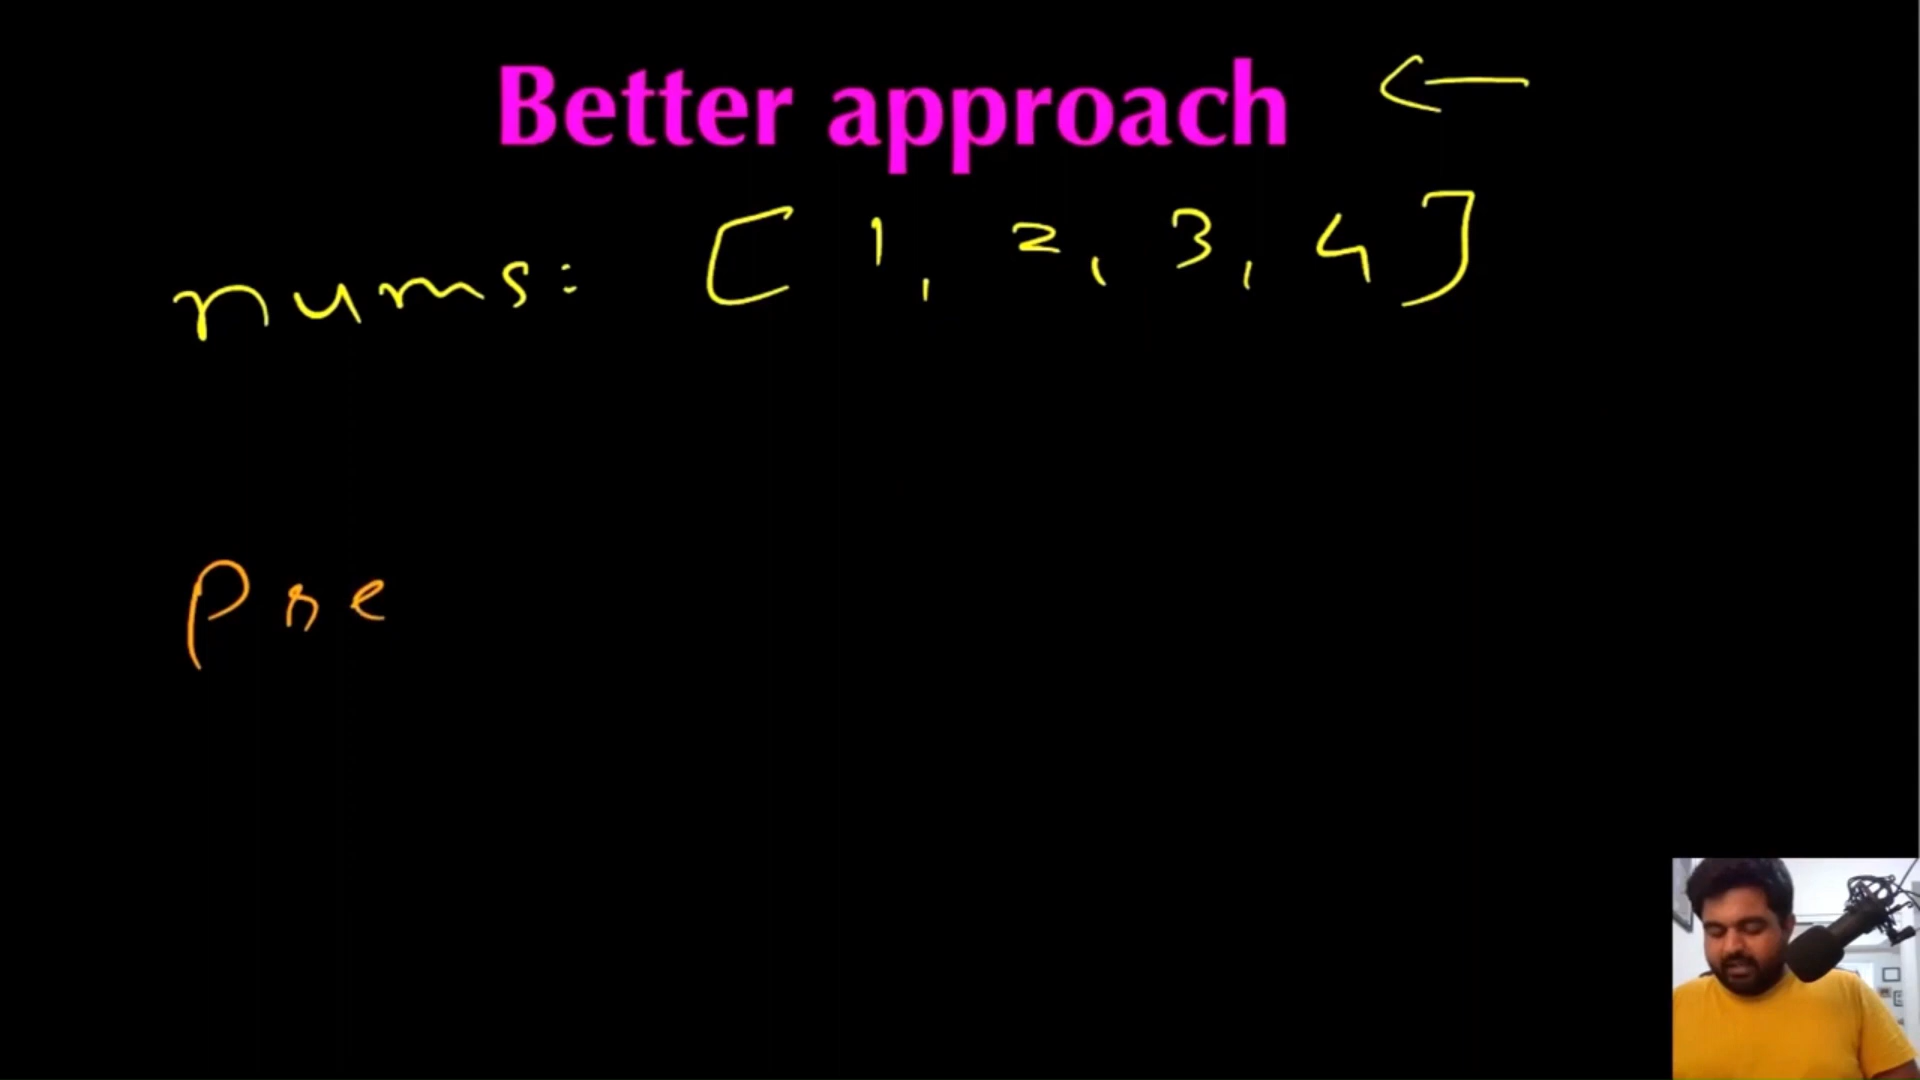 Better approach ←
nums: [1, 2, 3, 4]
Pre